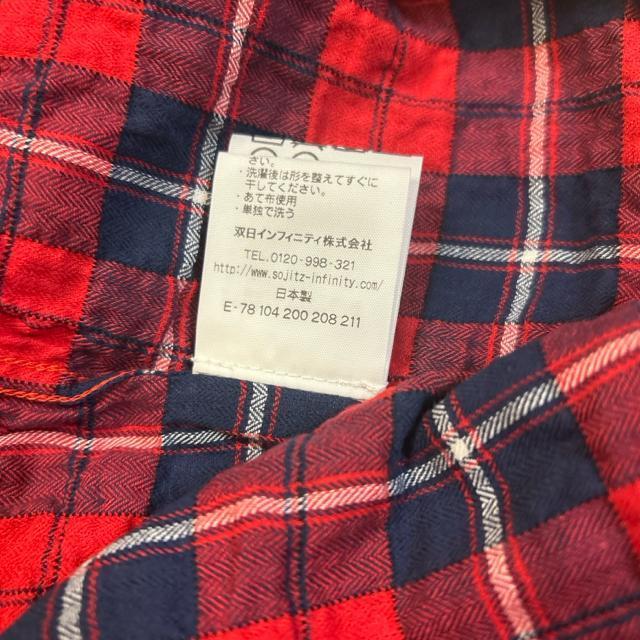 さい。
・洗濯後は形を整えてすぐに
干してください。
・あて布使用
・単独で洗う
双日インフィニティ株式会社
TEL.0120-998-321
http://www.sojitz-infinity.com/
日本製
E-78 104 200 208 211